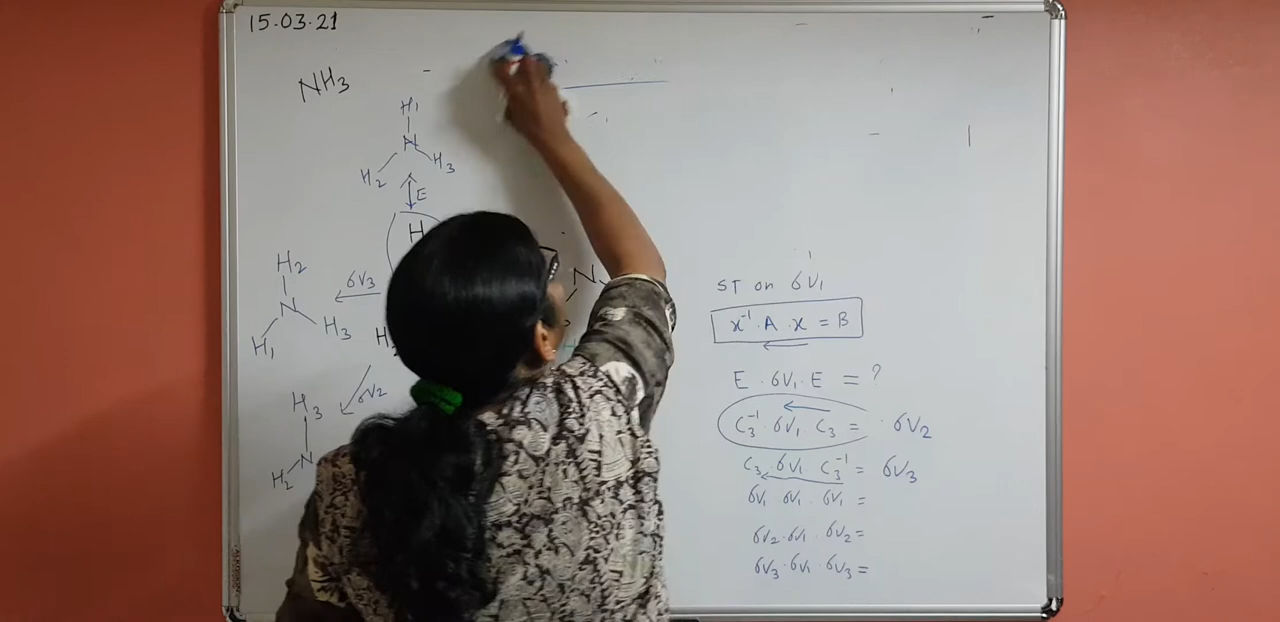 15.03.21
NH3
H1
N
H2 H3
E
H
H2
N
H1 H3
σV3
σV2
H3
N
H2
N
ST on σV1
x⁻¹ · A · x = B
E · σV1 · E = ?
C3⁻¹ · σV1 C3 = · σV2
C3 · σV1 C3⁻¹ = σV3
σV1 σV1 · σV1 =
σV2 · σV1 · σV2 =
σV3 · σV1 · σV3 =